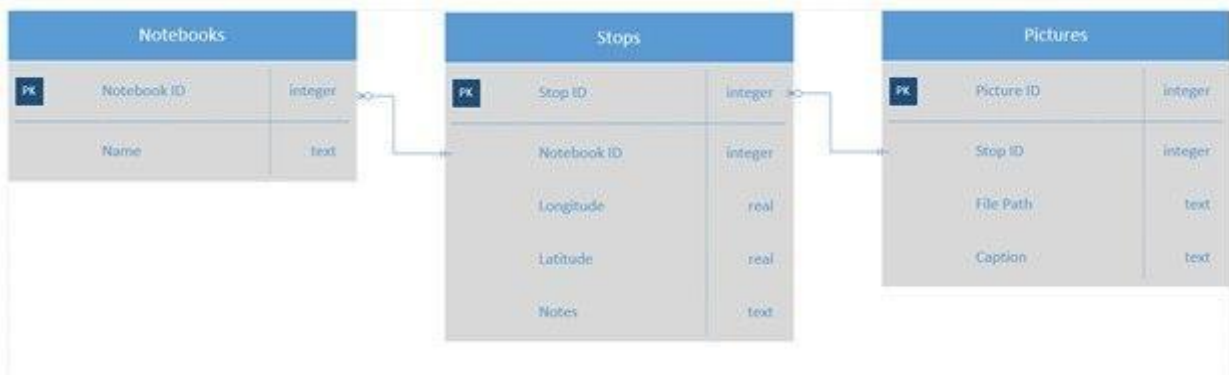 Notebooks
PK Notebook ID integer
Name text
Stops
PK Stop ID integer
Notebook ID integer
Longitude real
Latitude real
Notes text
Pictures
PK Picture ID integer
Stop ID integer
File Path text
Caption text